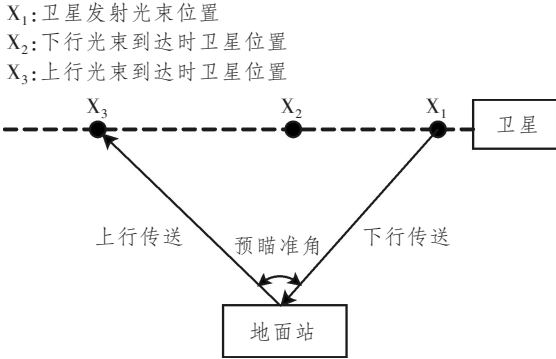 X₁:卫星发射光束位置
X₂:下行光束到达时卫星位置
X₃:上行光束到达时卫星位置
X₃ X₂ X₁
卫星
上行传送 预瞄准角 下行传送
地面站